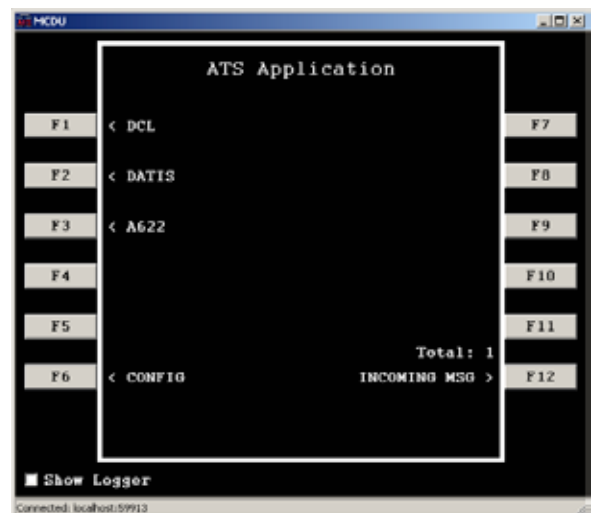 MCDU
ATS Application
F1 < DCL F7
F2 < DATIS F8
F3 < A622 F9
F4 F10
F5 F11
Total: 1
F6 < CONFIG INCOMING MSG > F12
Show Logger
Connected: localhost:59913